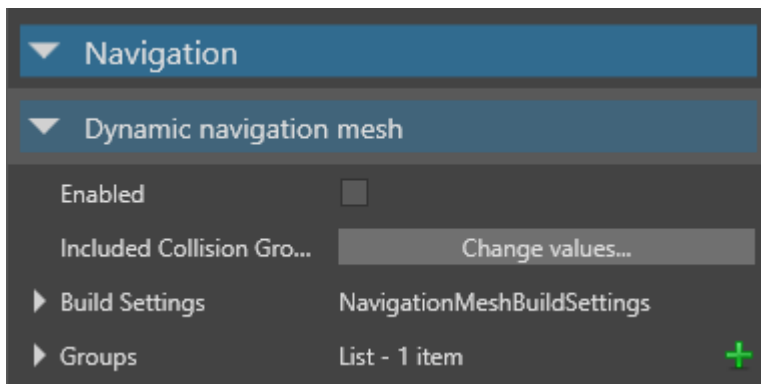 Navigation
Dynamic navigation mesh
Enabled
Included Collision Gro... Change values...
Build Settings NavigationMeshBuildSettings
Groups List - 1 item